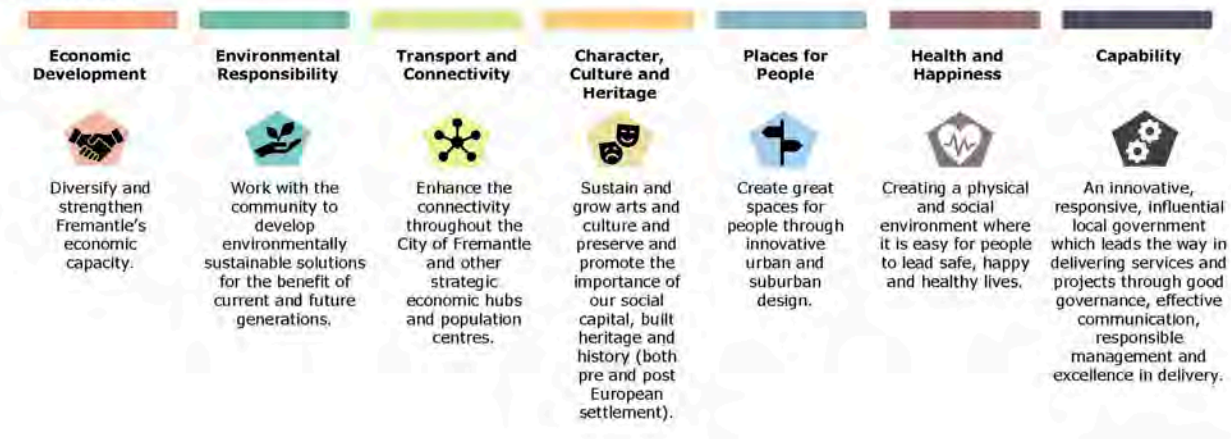 Economic
Development
Diversify and
strengthen
Fremantle's
economic
capacity.
Environmental
Responsibility
Work with the
community to
develop
environmentally
sustainable solutions
for the benefit of
current and future
generations.
Transport and
Connectivity
Enhance the
connectivity
throughout the
City of Fremantle
and other
strategic
economic hubs
and population
centres.
Character,
Culture and
Heritage
Sustain and
grow arts and
culture and
preserve and
promote the
importance of
our social
capital, built
heritage and
history (both
pre and post
European
settlement).
Places for
People
Create great
spaces for
people through
innovative
urban and
suburban
design.
Health and
Happiness
Creating a physical
and social
environment where
it is easy for people
to lead safe, happy
and healthy lives.
Capability
An innovative,
responsive, influential
local government
which leads the way in
delivering services and
projects through good
governance, effective
communication,
responsible
management and
excellence in delivery.